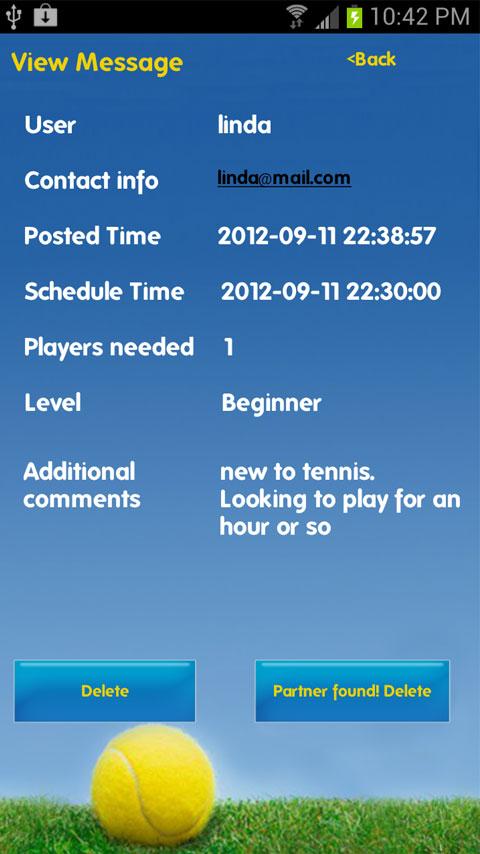 10:42 PM
View Message <Back
User linda
Contact info linda@mail.com
Posted Time 2012-09-11 22:38:57
Schedule Time 2012-09-11 22:30:00
Players needed 1
Level Beginner
Additional comments
new to tennis.
Looking to play for an
hour or so
Delete Partner found! Delete